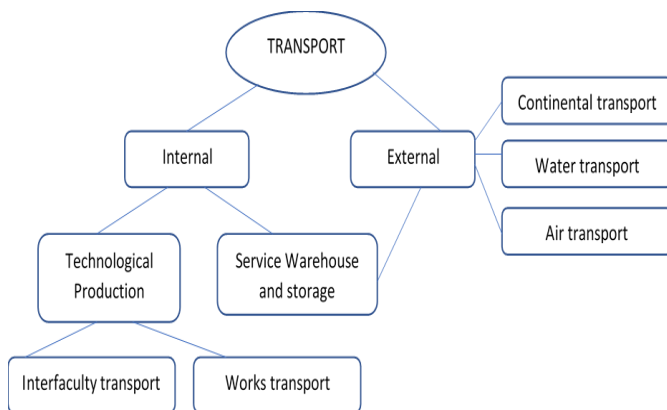 TRANSPORT
Continental transport
Internal
External
Water transport
Air transport
Technological
Production
Service Warehouse
and storage
Interfaculty transport
Works transport